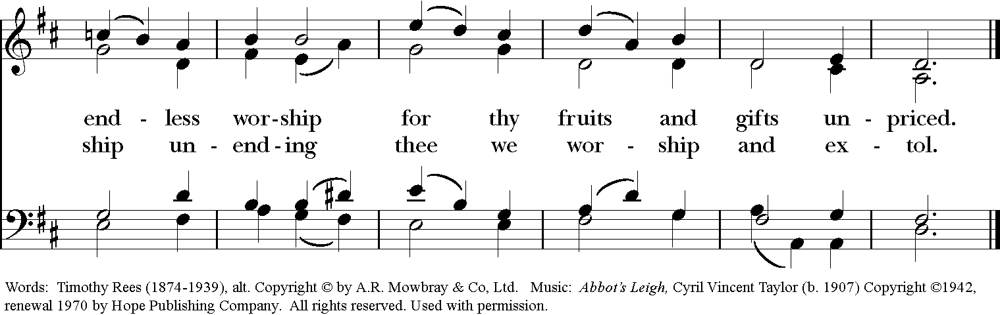 end - less wor-ship for thy fruits and gifts un - priced.
ship un - end - ing thee we wor - ship and ex - tol.
Words: Timothy Rees (1874-1939), alt. Copyright © by A.R. Mowbray & Co, Ltd. Music: Abbot's Leigh, Cyril Vincent Taylor (b. 1907) Copyright ©1942,
renewal 1970 by Hope Publishing Company. All rights reserved. Used with permission.